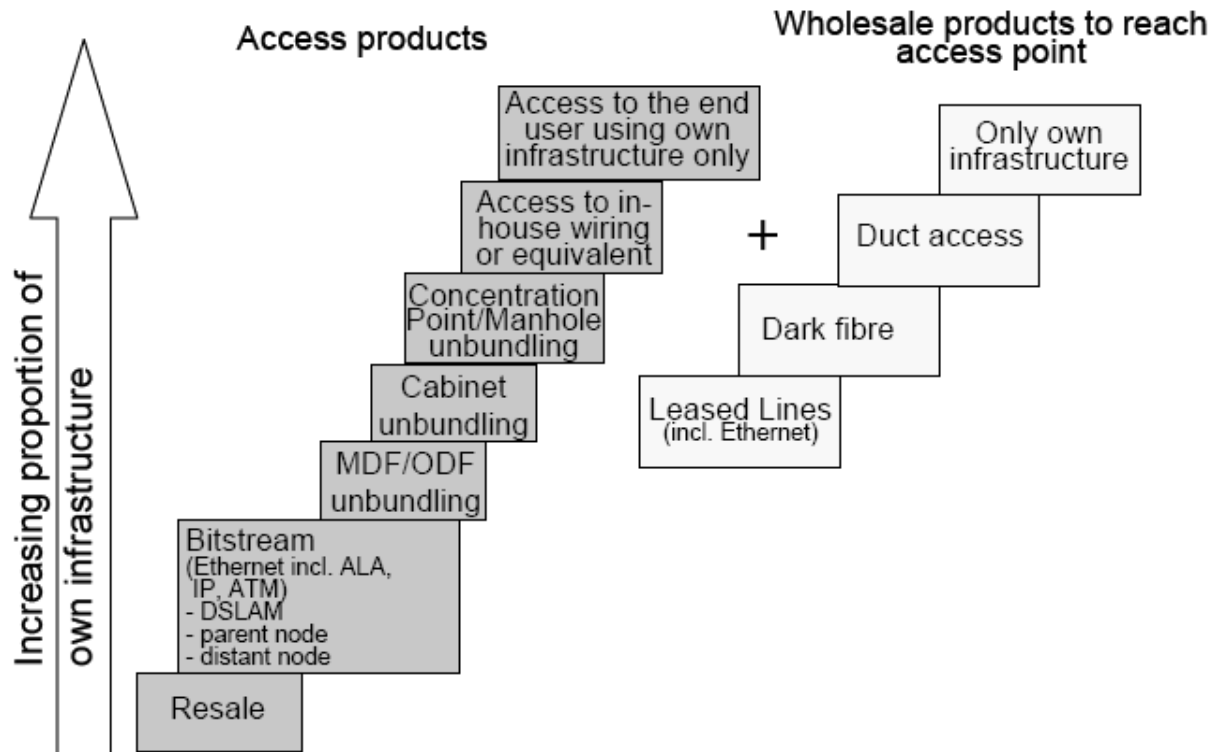 Access products
Wholesale products to reach
access point
Increasing proportion of
own infrastructure
Access to the end
user using own
infrastructure only
Access to in-
house wiring
or equivalent
Concentration
Point/Manhole
unbundling
Cabinet
unbundling
MDF/ODF
unbundling
Bitstream
(Ethernet incl. ALA,
IP, ATM)
- DSLAM
- parent node
- distant node
Resale
+
Only own
infrastructure
Duct access
Dark fibre
Leased Lines
(incl. Ethernet)